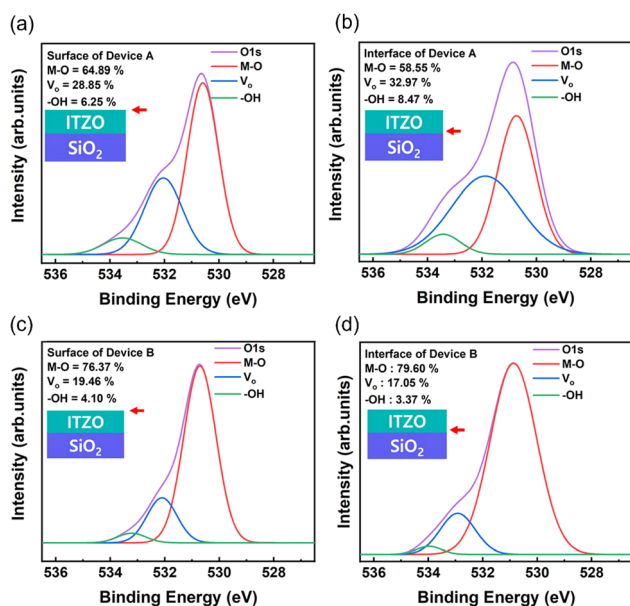 (a)
Surface of Device A
M-O = 64.89 %
Vo = 28.85 %
-OH = 6.25 %
ITZO
SiO2
O1s
M-O
Vo
-OH
Intensity (arb.units)
536 534 532 530 528
Binding Energy (eV)
(b)
Interface of Device A
M-O = 58.55 %
Vo = 32.97 %
-OH = 8.47 %
ITZO
SiO2
O1s
M-O
Vo
-OH
Intensity (arb.units)
536 534 532 530 528
Binding Energy (eV)
(c)
Surface of Device B
M-O = 76.37 %
Vo = 19.46 %
-OH = 4.10 %
ITZO
SiO2
O1s
M-O
Vo
-OH
Intensity (arb.units)
536 534 532 530 528
Binding Energy (eV)
(d)
Interface of Device B
M-O : 79.60 %
Vo : 17.05 %
-OH : 3.37 %
ITZO
SiO2
O1s
M-O
Vo
-OH
Intensity (arb.units)
536 534 532 530 528
Binding Energy (eV)